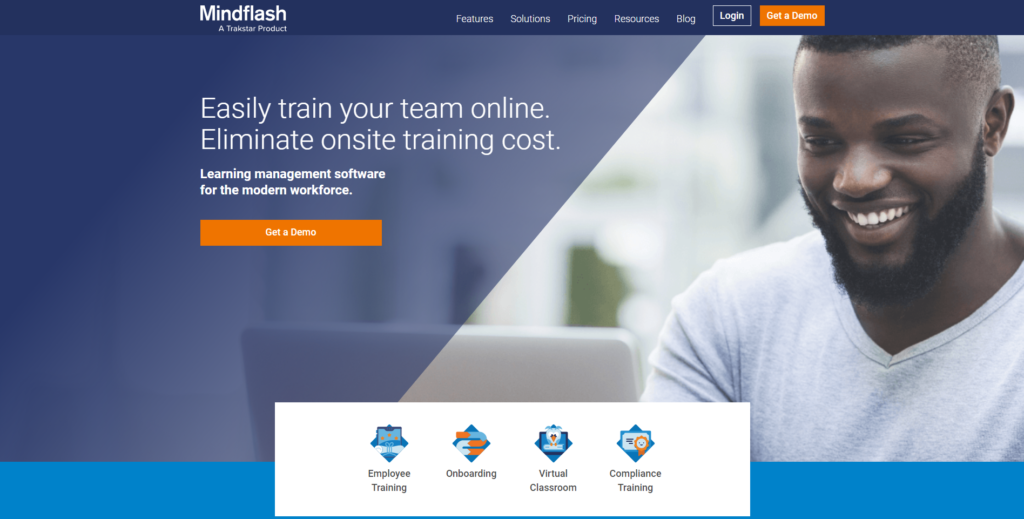 Mindflash
A Trakstar Product
Features Solutions Pricing Resources Blog Login Get a Demo
Easily train your team online.
Eliminate onsite training cost.
Learning management software
for the modern workforce.
Get a Demo
Employee
Training
Onboarding
Virtual
Classroom
Compliance
Training